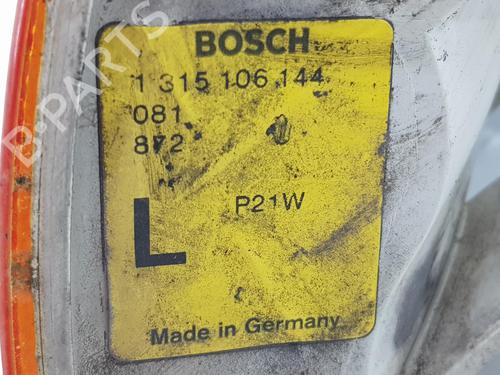 BOSCH
1 315 106 144
081
872
L
P21W
Made in Germany
B-PARTS